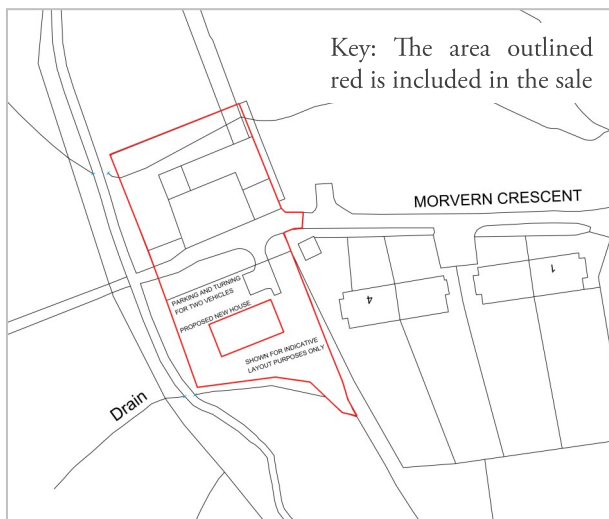 Key: The area outlined
red is included in the sale
MORVERN CRESCENT
PARKING AND TURNING
FOR TWO VEHICLES
PROPOSED NEW HOUSE
SHOWN FOR INDICATIVE
LAYOUT PURPOSES ONLY
4
1
Drain